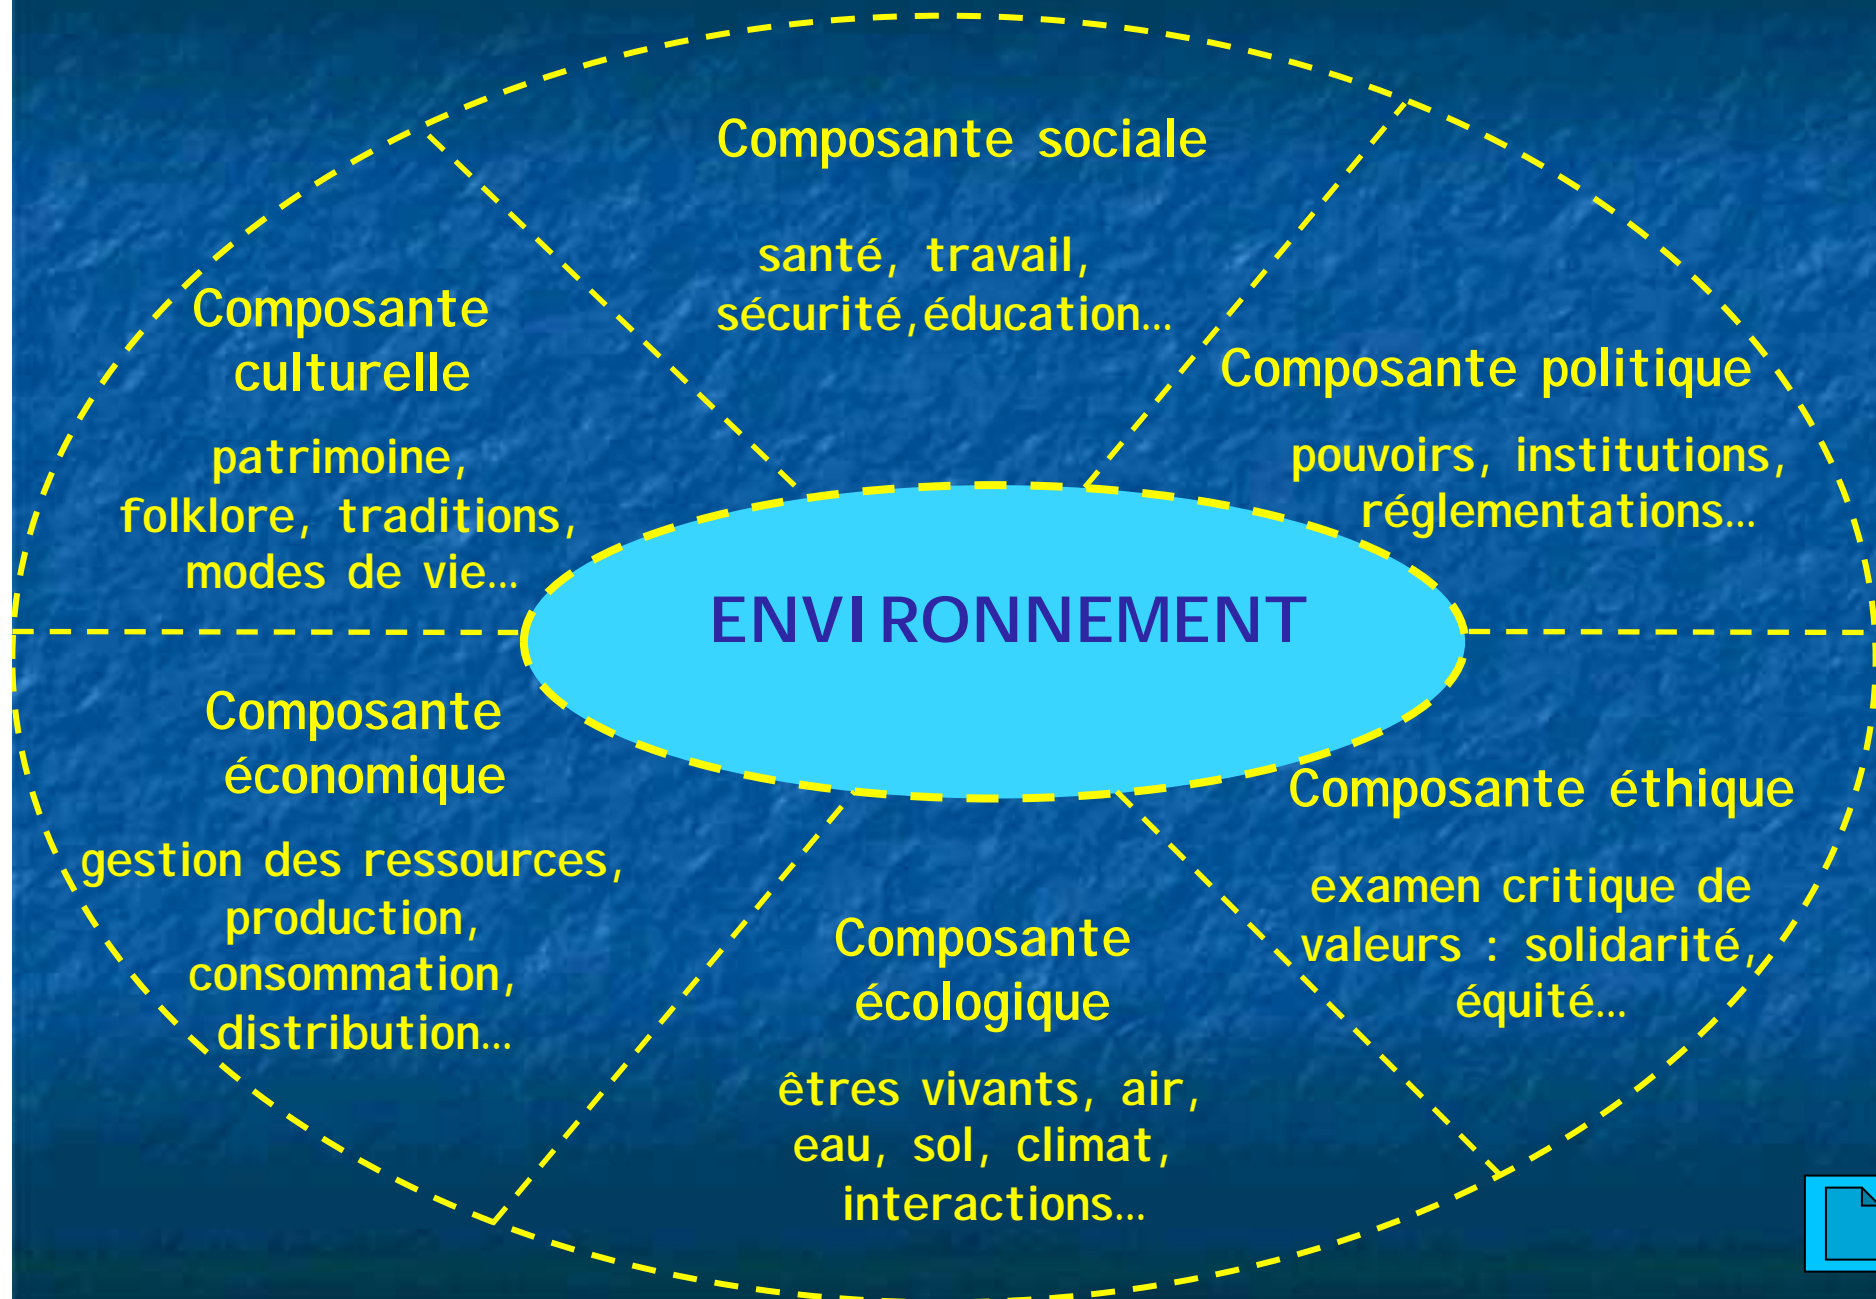 Composante sociale
santé, travail,
sécurité,éducation...
Composante
culturelle
patrimoine,
folklore, traditions,
modes de vie...
Composante politique
pouvoirs, institutions,
réglementations...
ENVIRONNEMENT
Composante
économique
gestion des ressources,
production,
consommation,
distribution...
Composante
écologique
êtres vivants, air,
eau, sol, climat,
interactions...
Composante éthique
examen critique de
valeurs : solidarité,
équité...